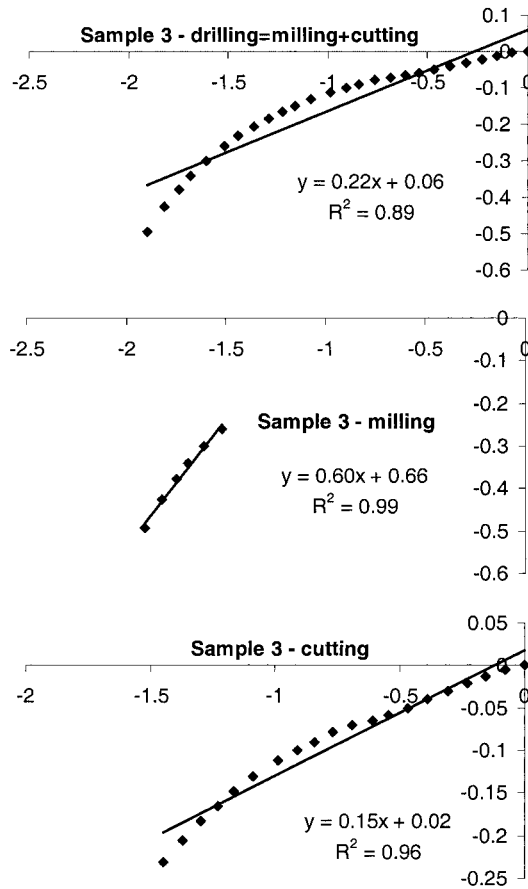 0.1
Sample 3 - drilling=milling+cutting
0
-2.5 -2 -1.5 -1 -0.5 0
-0.1
-0.2
-0.3
y = 0.22x + 0.06
R² = 0.89
-0.4
-0.5
-0.6
0
-2.5 -2 -1.5 -1 -0.5 0
-0.1
-0.2
Sample 3 - milling
-0.3
y = 0.60x + 0.66
R² = 0.99
-0.4
-0.5
-0.6
0.05
Sample 3 - cutting
0
-2 -1.5 -1 -0.5 0
-0.05
-0.1
-0.15
y = 0.15x + 0.02
R² = 0.96
-0.2
-0.25